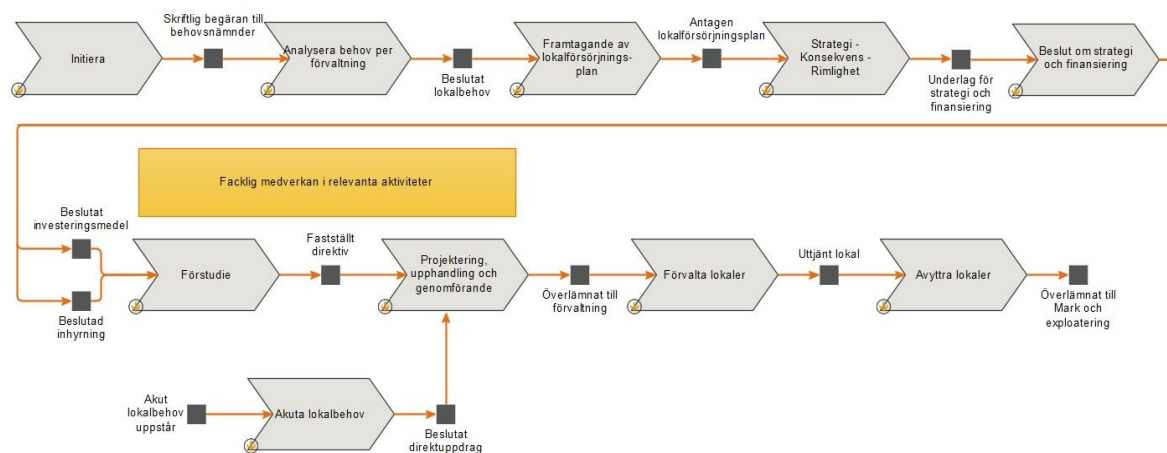 Initiera
Skriftlig begäran till
behovsnämnder
Analysera behov per
förvaltning
Beslutat
lokalbehov
Framtagande av
lokalförsörjnings-
plan
Antagen
lokalförsörjningsplan
Strategi -
Konsekvens -
Rimlighet
Underlag för
strategi och
finansiering
Beslut om strategi
och finansiering
Facklig medverkan i relevanta aktiviteter
Beslutat
investeringsmedel
Beslutad
inhyrning
Förstudie
Fastställt
direktiv
Projektering,
upphandling och
genomförande
Överlämnat till
förvaltning
Förvalta lokaler
Uttjänt lokal
Avyttra lokaler
Överlämnat till
Mark och
exploatering
Akut
lokalbehov
uppstår
Akuta lokalbehov
Beslutat
direktuppdrag